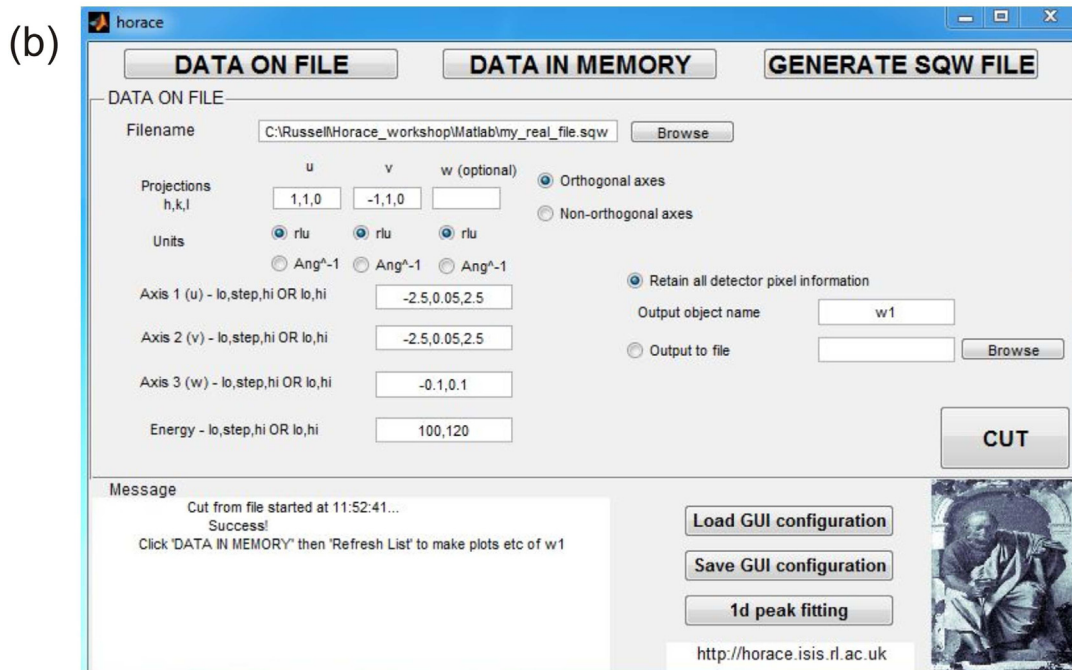 (b)
horace
DATA ON FILE DATA IN MEMORY GENERATE SQW FILE
DATA ON FILE
Filename C:\Russell\Horace_workshop\Matlab\my_real_file.sqw Browse
u v w (optional)
Projections
h,k,l
1,1,0 -1,1,0
Orthogonal axes
Non-orthogonal axes
Units
rlu rlu rlu
Ang^-1 Ang^-1 Ang^-1
Axis 1 (u) - lo,step,hi OR lo,hi -2.5,0.05,2.5
Axis 2 (v) - lo,step,hi OR lo,hi -2.5,0.05,2.5
Axis 3 (w) - lo,step,hi OR lo,hi -0.1,0.1
Energy - lo,step,hi OR lo,hi 100,120
Retain all detector pixel information
Output object name w1
Output to file Browse
CUT
Message
Cut from file started at 11:52:41...
Success!
Click 'DATA IN MEMORY' then 'Refresh List' to make plots etc of w1
Load GUI configuration
Save GUI configuration
1d peak fitting
http://horace.isis.rl.ac.uk